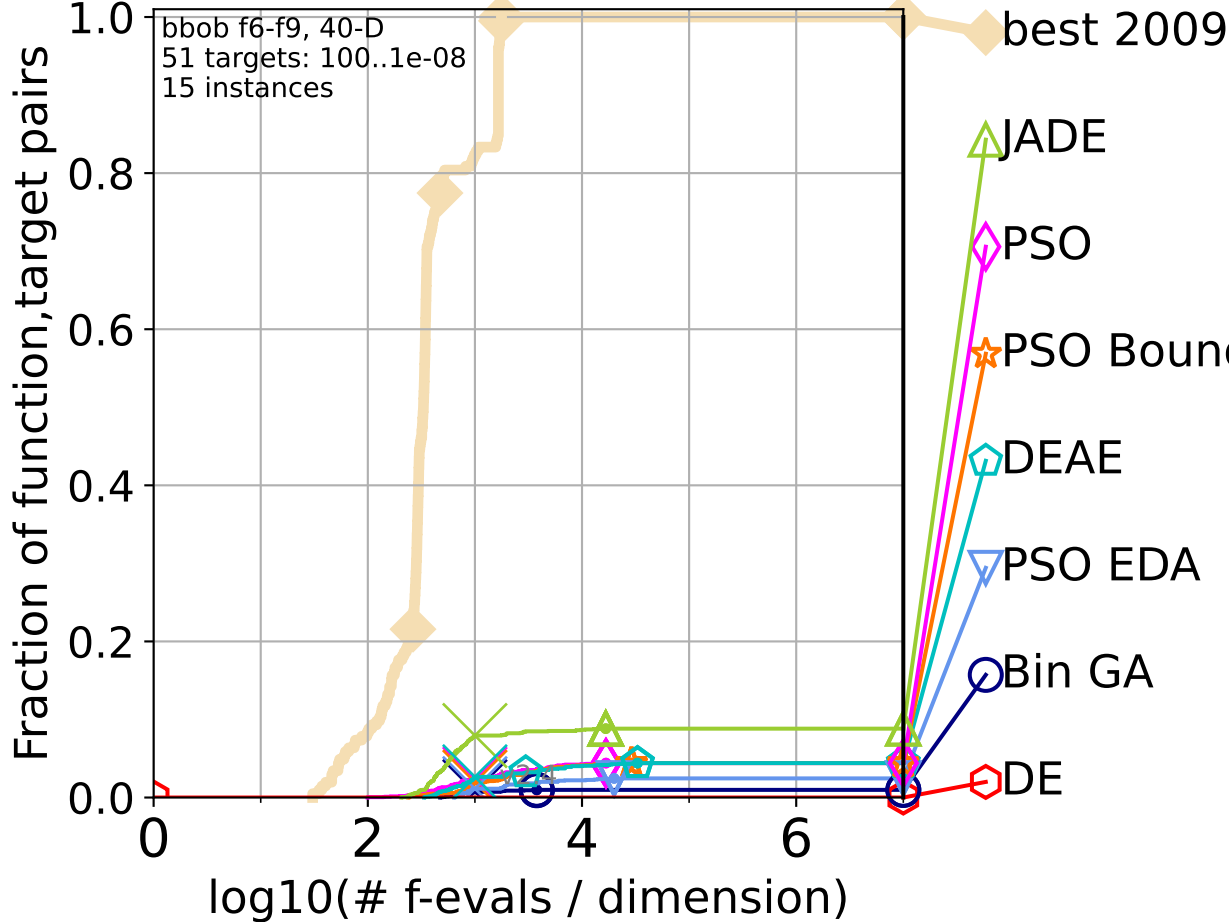 bbob f6-f9, 40-D
51 targets: 100..1e-08
15 instances
Fraction of function,target pairs
1.0
0.8
0.6
0.4
0.2
0.0
0
2
4
6
log10(# f-evals / dimension)
best 2009
JADE
PSO
PSO Boun
DEAE
PSO EDA
Bin GA
DE